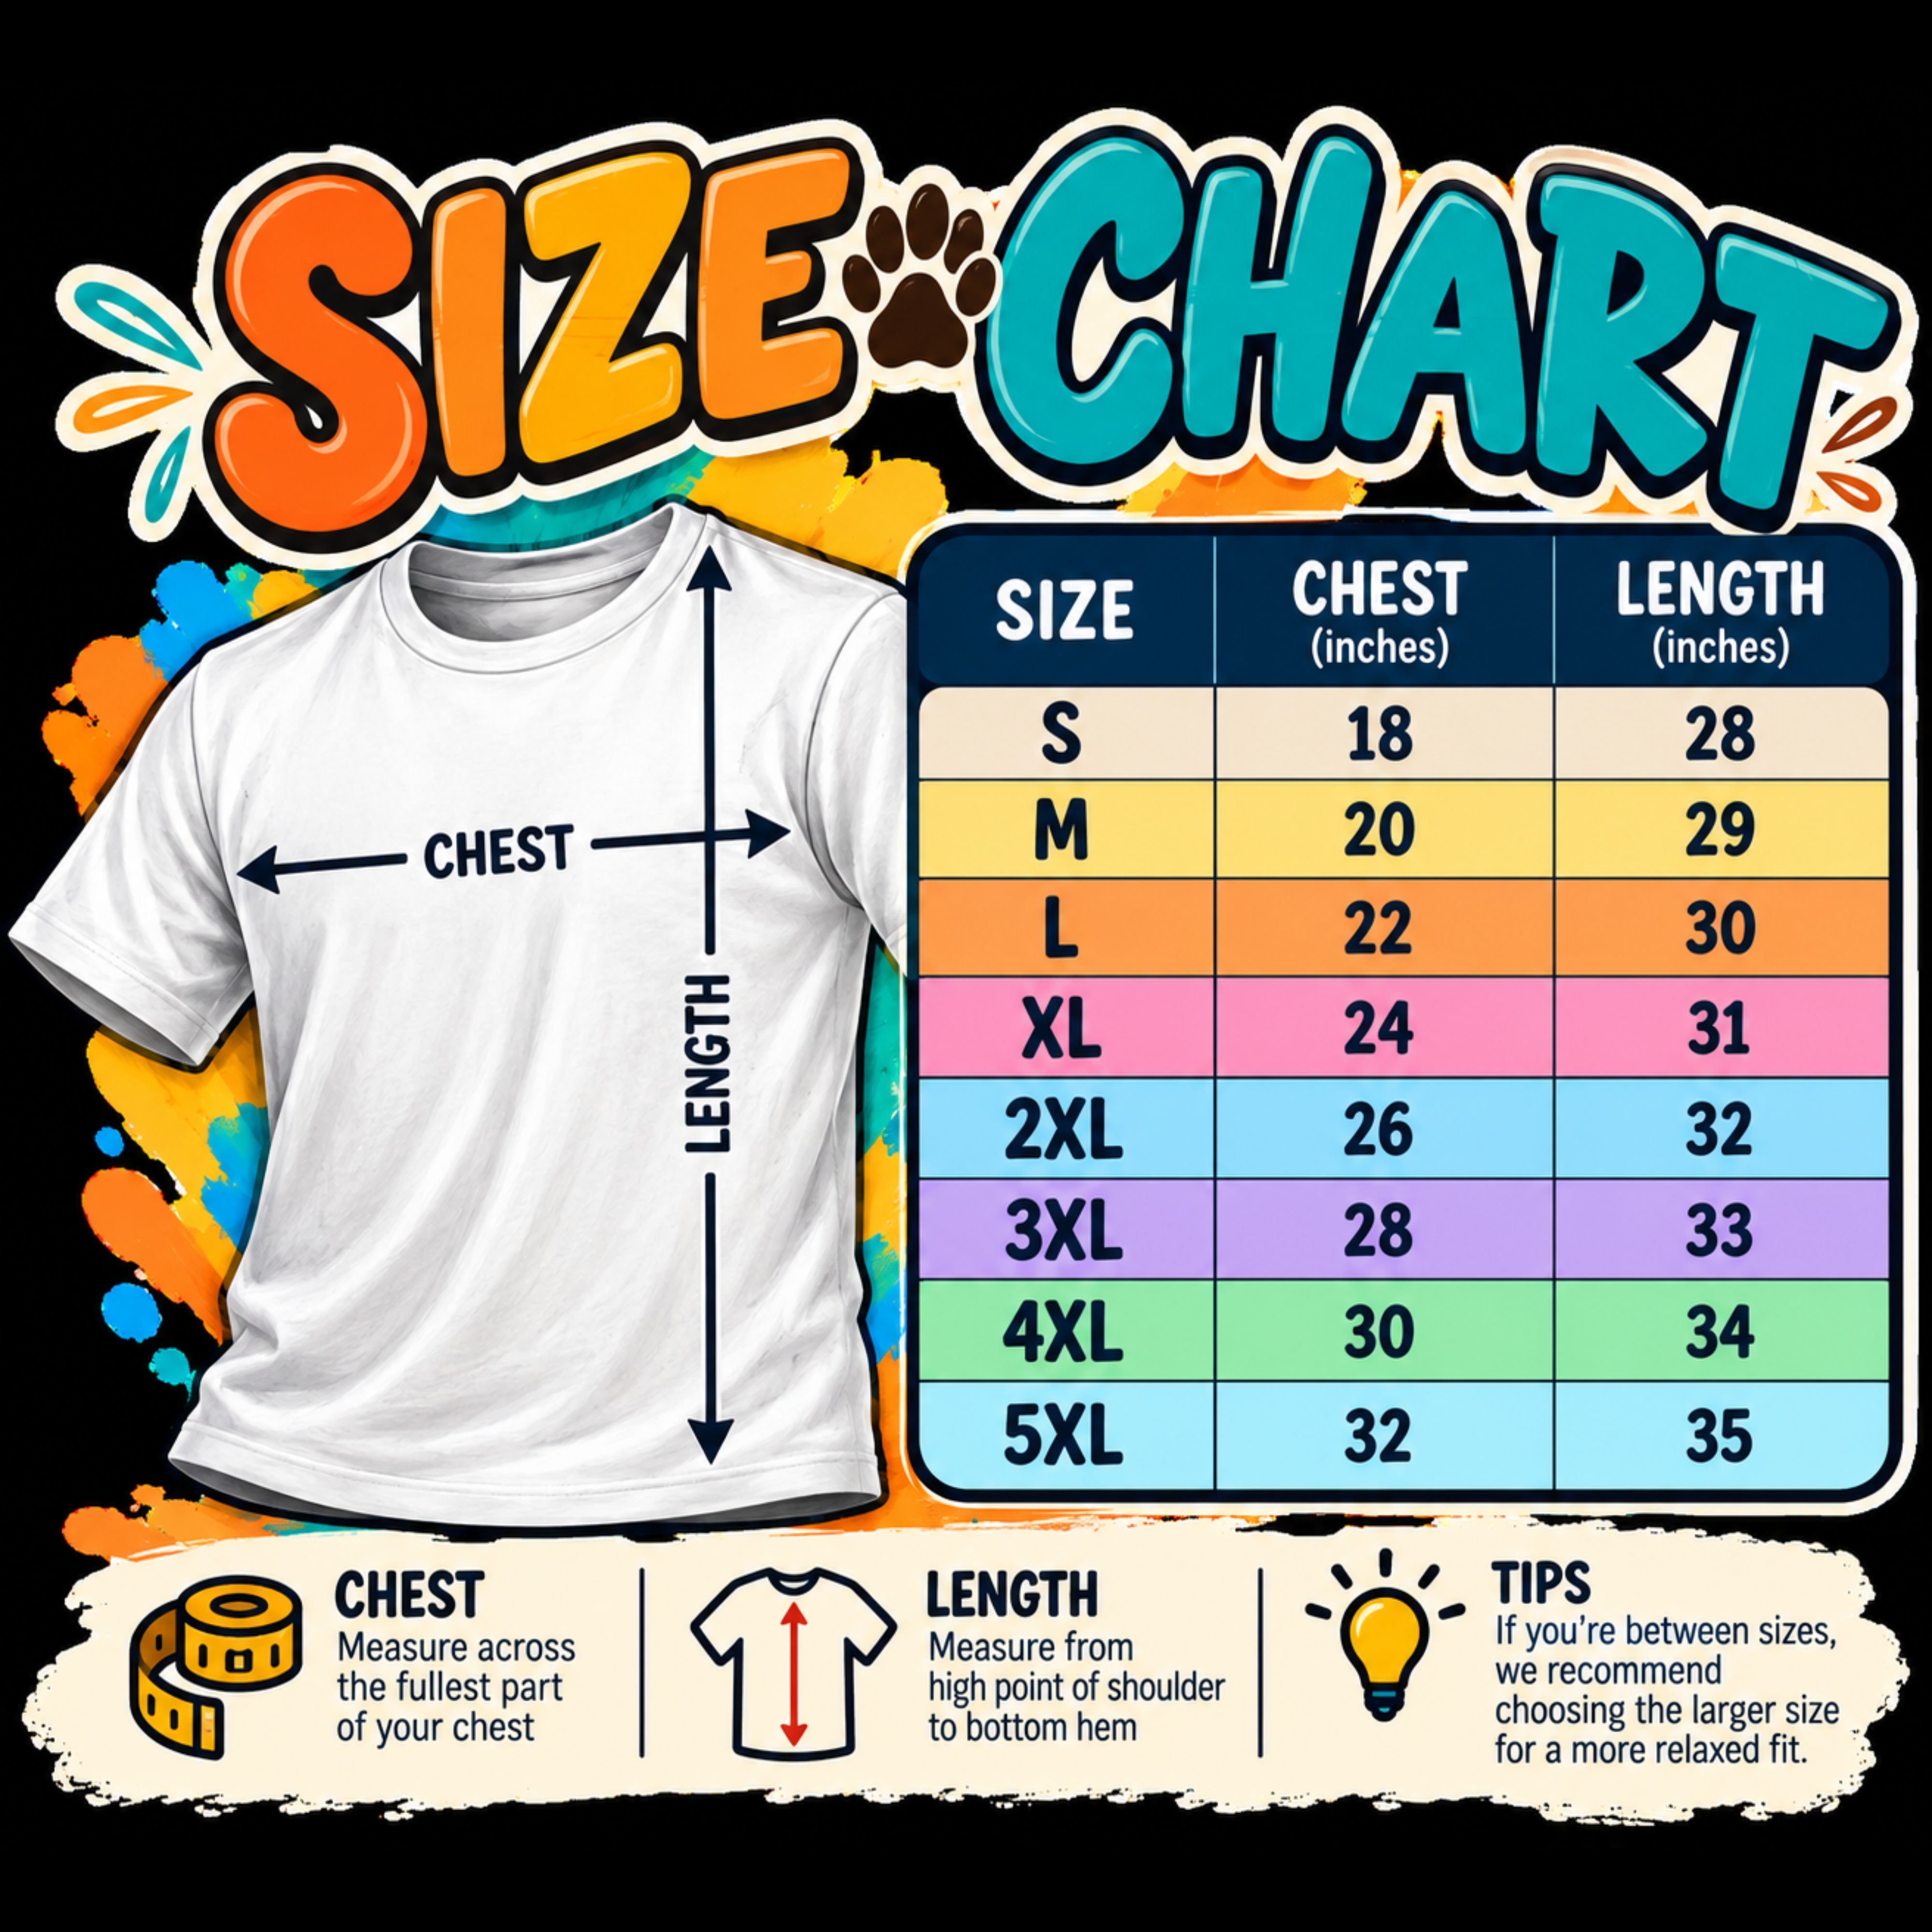 SIZE CHART
CHEST
LENGTH
SIZE CHEST LENGTH
(inches) (inches)
S 18 28
M 20 29
L 22 30
XL 24 31
2XL 26 32
3XL 28 33
4XL 30 34
5XL 32 35
CHEST
Measure across
the fullest part
of your chest
LENGTH
Measure from
high point of shoulder
to bottom hem
TIPS
If you're between sizes,
we recommend
choosing the larger size
for a more relaxed fit.